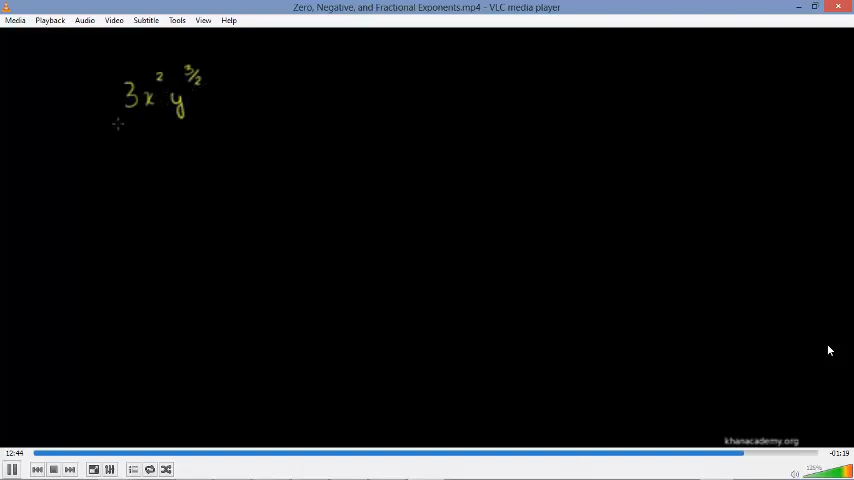 Zero, Negative, and Fractional Exponents.mp4 - VLC media player
Media Playback Audio Video Subtitle Tools View Help
3x² y^3/2
khanacademy.org
12:44 -01:19
125%